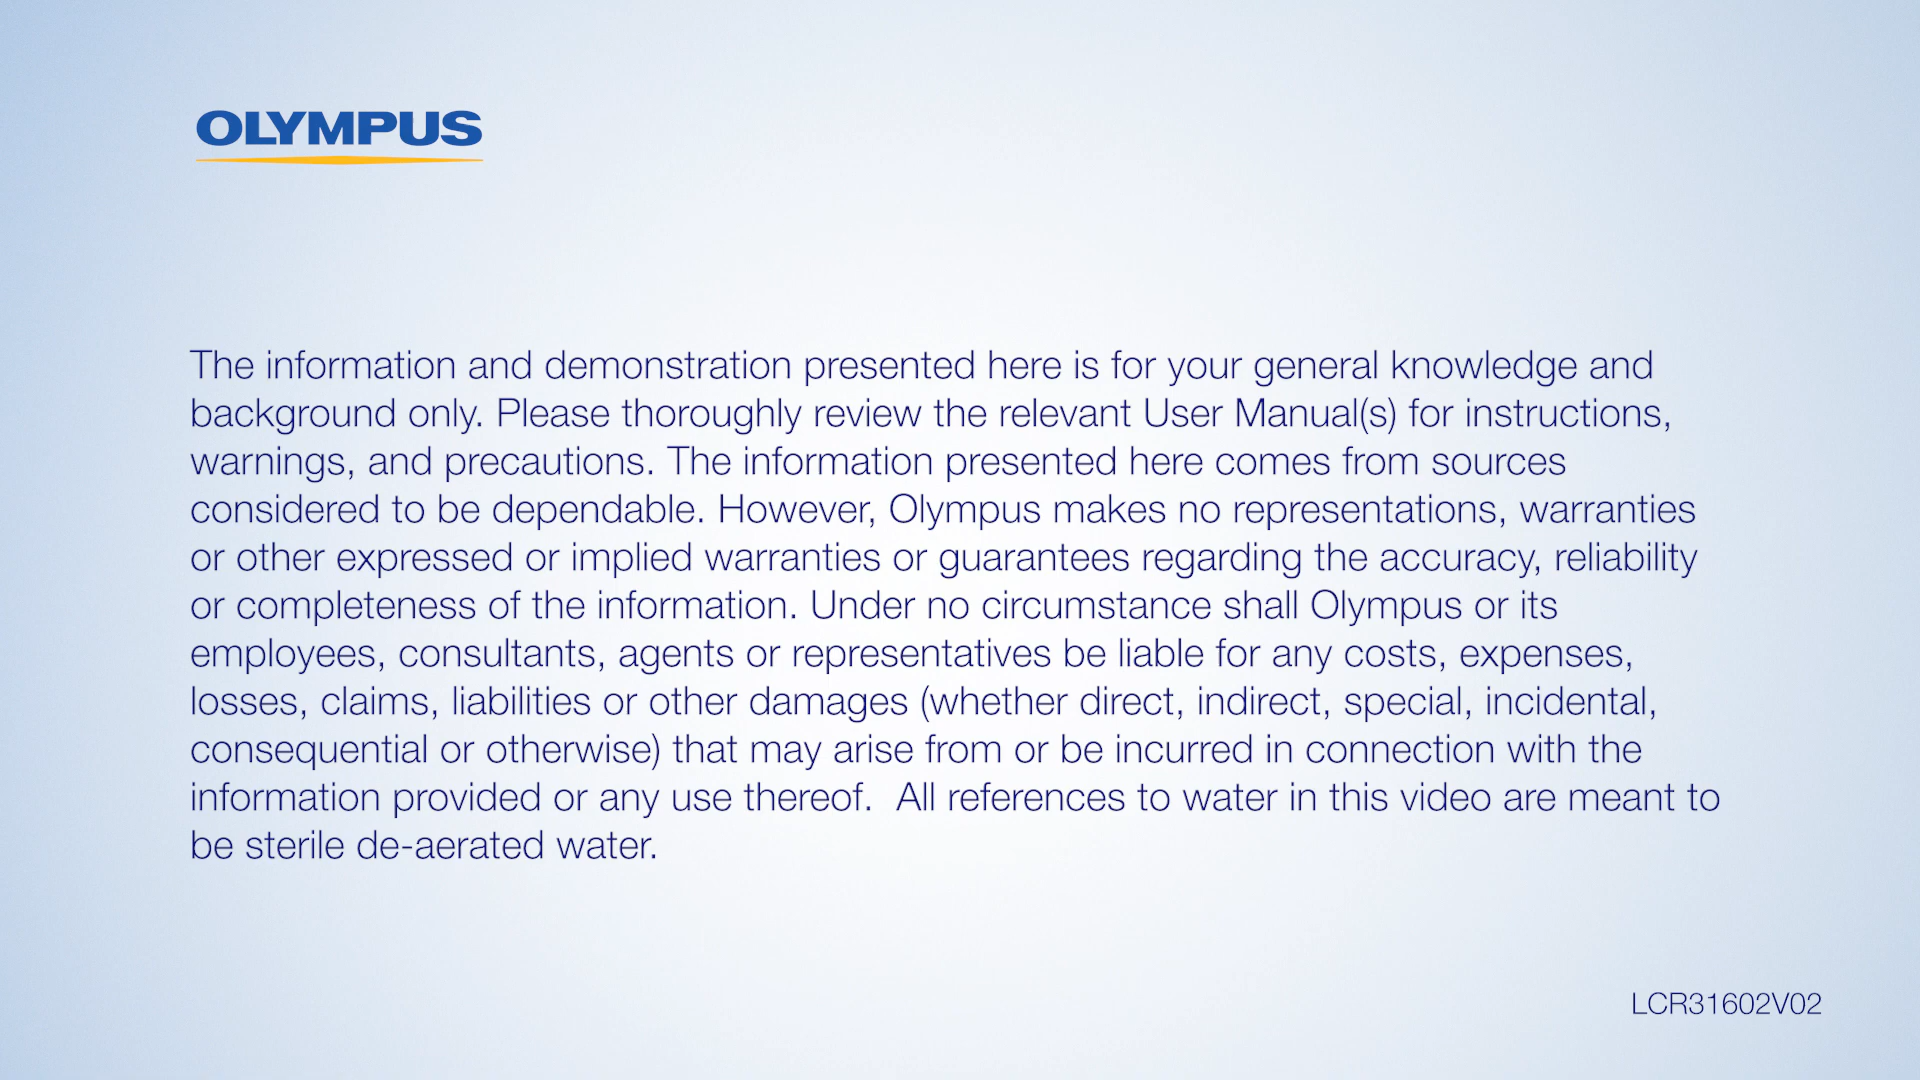 OLYMPUS
The information and demonstration presented here is for your general knowledge and
background only. Please thoroughly review the relevant User Manual(s) for instructions,
warnings, and precautions. The information presented here comes from sources
considered to be dependable. However, Olympus makes no representations, warranties
or other expressed or implied warranties or guarantees regarding the accuracy, reliability
or completeness of the information. Under no circumstance shall Olympus or its
employees, consultants, agents or representatives be liable for any costs, expenses,
losses, claims, liabilities or other damages (whether direct, indirect, special, incidental,
consequential or otherwise) that may arise from or be incurred in connection with the
information provided or any use thereof.  All references to water in this video are meant to
be sterile de-aerated water.
LCR31602V02